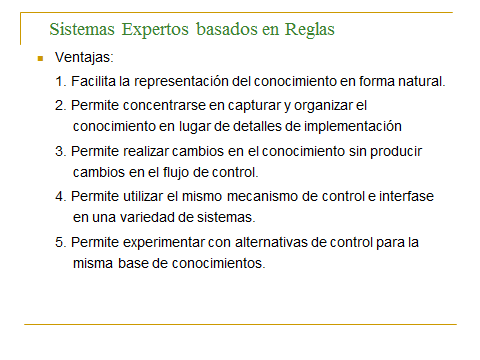 Sistemas Expertos basados en Reglas
Ventajas:
1. Facilita la representación del conocimiento en forma natural.
2. Permite concentrarse en capturar y organizar el
conocimiento en lugar de detalles de implementación
3. Permite realizar cambios en el conocimiento sin producir
cambios en el flujo de control.
4. Permite utilizar el mismo mecanismo de control e interfase
en una variedad de sistemas.
5. Permite experimentar con alternativas de control para la
misma base de conocimientos.